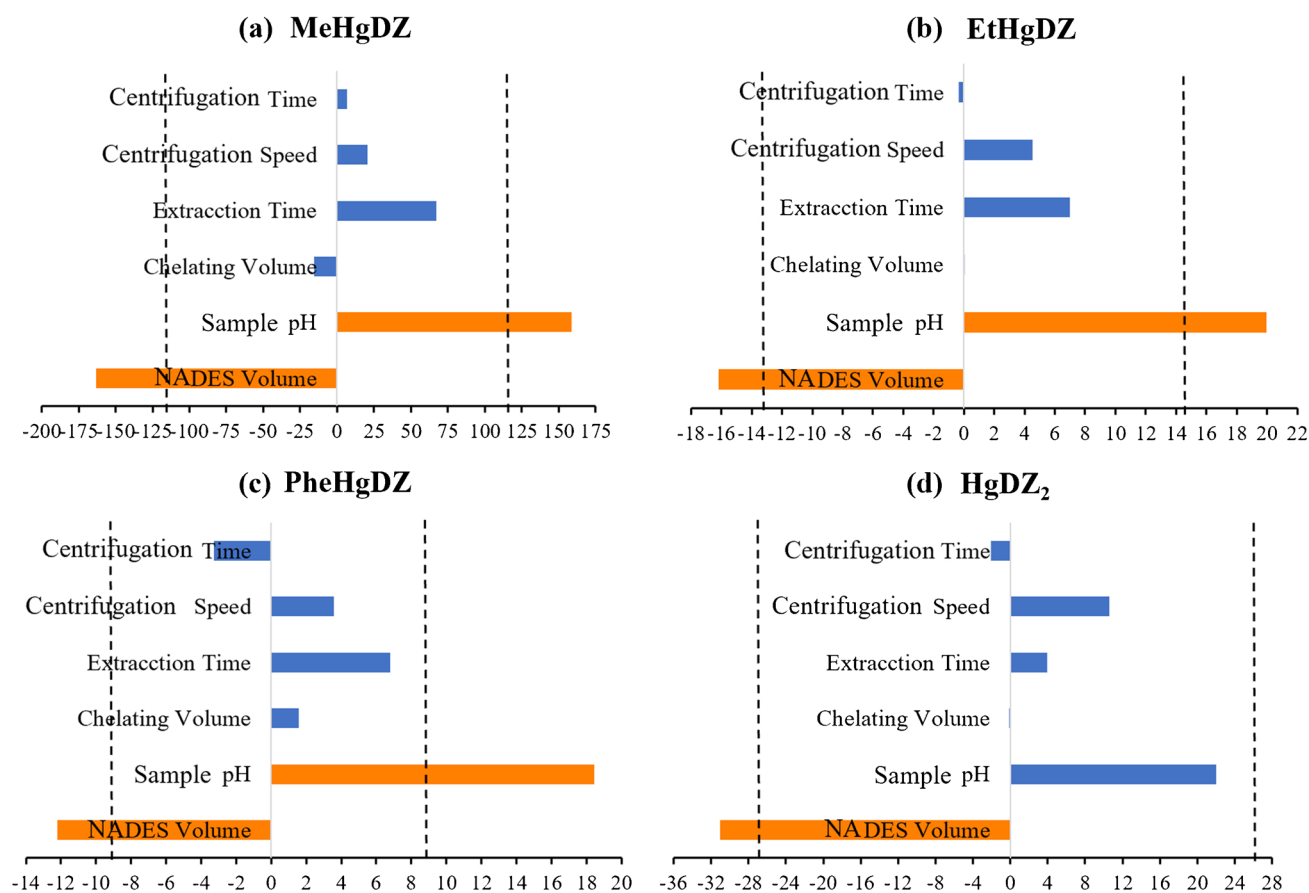 (a) MeHgDZ
Centrifugation Time
Centrifugation Speed
Extracction Time
Chelating Volume
Sample pH
NADES Volume
-200 -175 -150 -125 -100 -75 -50 -25 0 25 50 75 100 125 150 175
(b) EtHgDZ
Centrifugation Time
Centrifugation Speed
Extracction Time
Chelating Volume
Sample pH
NADES Volume
-18 -16 -14 -12 -10 -8 -6 -4 -2 0 2 4 6 8 10 12 14 16 18 20 22
(c) PheHgDZ
Centrifugation Time
Centrifugation Speed
Extracction Time
Chelating Volume
Sample pH
NADES Volume
-14 -12 -10 -8 -6 -4 -2 0 2 4 6 8 10 12 14 16 18 20
(d) HgDZ₂
Centrifugation Time
Centrifugation Speed
Extracction Time
Chelating Volume
Sample pH
NADES Volume
-36 -32 -28 -24 -20 -16 -12 -8 -4 0 4 8 12 16 20 24 28